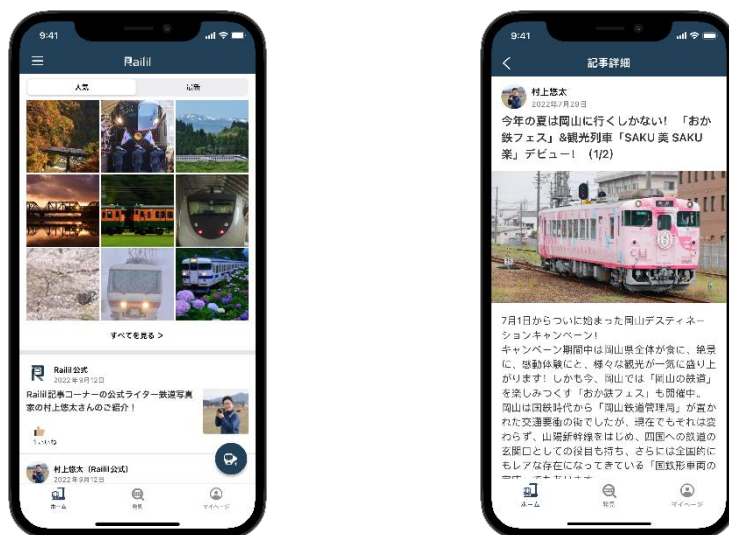 9:41
Railil
人気
最新
すべてを見る >
Railil公式
2022年9月12日
Railil記事コーナーの公式ライター鉄道写真
家の村上悠太さんのご紹介！
1いいね
村上悠太（Railil公式）
2022年9月12日
ホーム
発見
マイページ
9:41
記事詳細
村上悠太
2022年7月29日
今年の夏は岡山に行くしかない！「おか
鉄フェス」&観光列車「SAKU美SAKU
楽」デビュー！（1/2）
7月1日からついに始まった岡山デスティネー
ションキャンペーン！
キャンペーン期間中は岡山県全体が食に、絶景
に、感動体験にと、様々な観光が一気に盛り上
がります！しかも今、岡山では「岡山の鉄道」
を楽しみつくす「おか鉄フェス」も開催中。
岡山は国鉄時代から「岡山鉄道管理局」が置か
れた交通要衝の街でしたが、現在でもそれは変
わらず、山陽新幹線をはじめ、四国への鉄道の
玄関口としての役目も持ち、さらには全国的に
もレアな存在になってきている「国鉄形車両の
ホーム
発見
マイページ